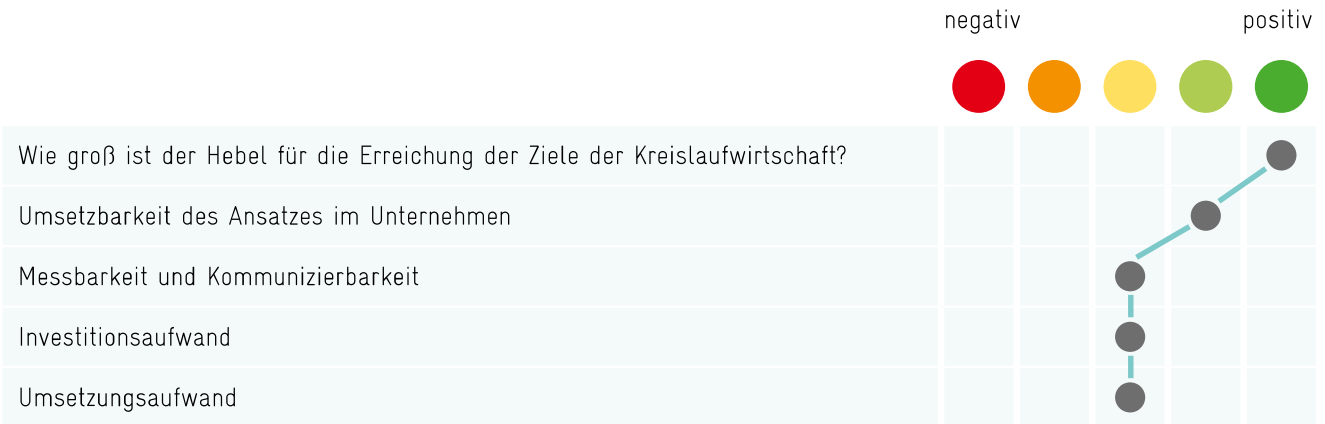 negativ positiv
Wie groß ist der Hebel für die Erreichung der Ziele der Kreislaufwirtschaft?
Umsetzbarkeit des Ansatzes im Unternehmen
Messbarkeit und Kommunizierbarkeit
Investitionsaufwand
Umsetzungsaufwand